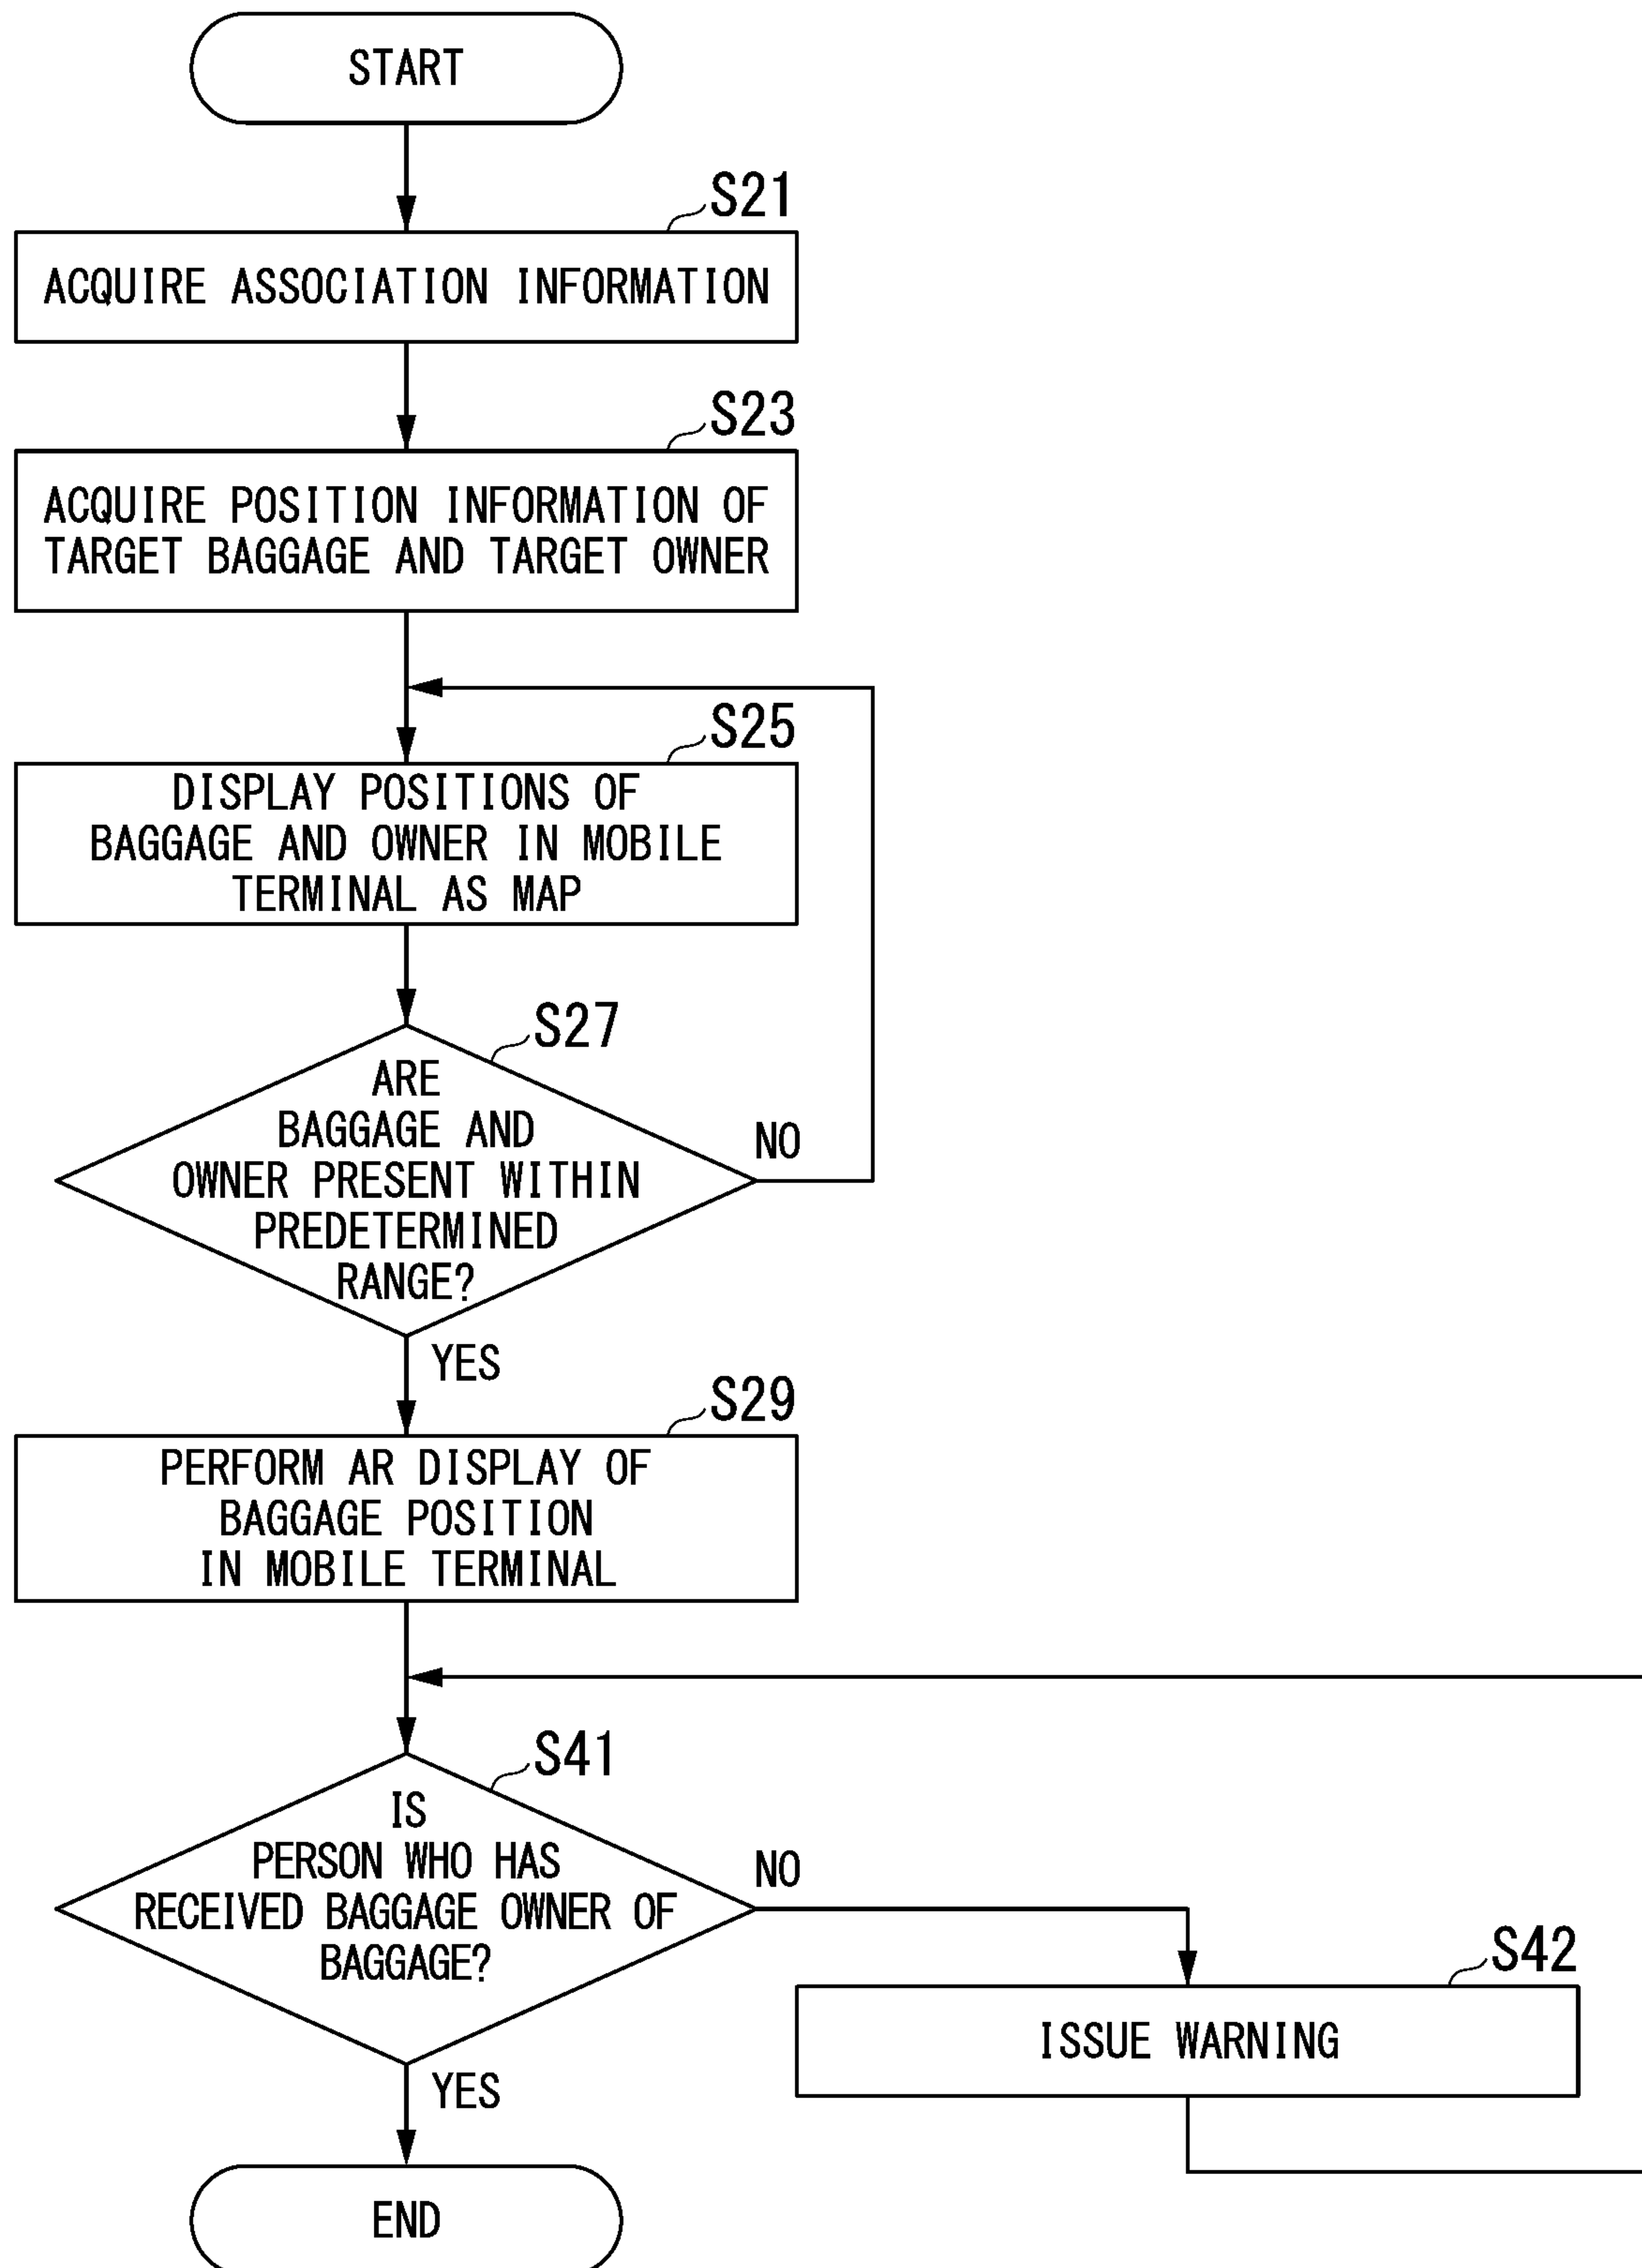 START
S21
ACQUIRE ASSOCIATION INFORMATION
S23
ACQUIRE POSITION INFORMATION OF
TARGET BAGGAGE AND TARGET OWNER
S25
DISPLAY POSITIONS OF
BAGGAGE AND OWNER IN MOBILE
TERMINAL AS MAP
S27
ARE
BAGGAGE AND
OWNER PRESENT WITHIN
PREDETERMINED
RANGE?
NO
YES
S29
PERFORM AR DISPLAY OF
BAGGAGE POSITION
IN MOBILE TERMINAL
S41
IS
PERSON WHO HAS
RECEIVED BAGGAGE OWNER OF
BAGGAGE?
NO
S42
ISSUE WARNING
YES
END